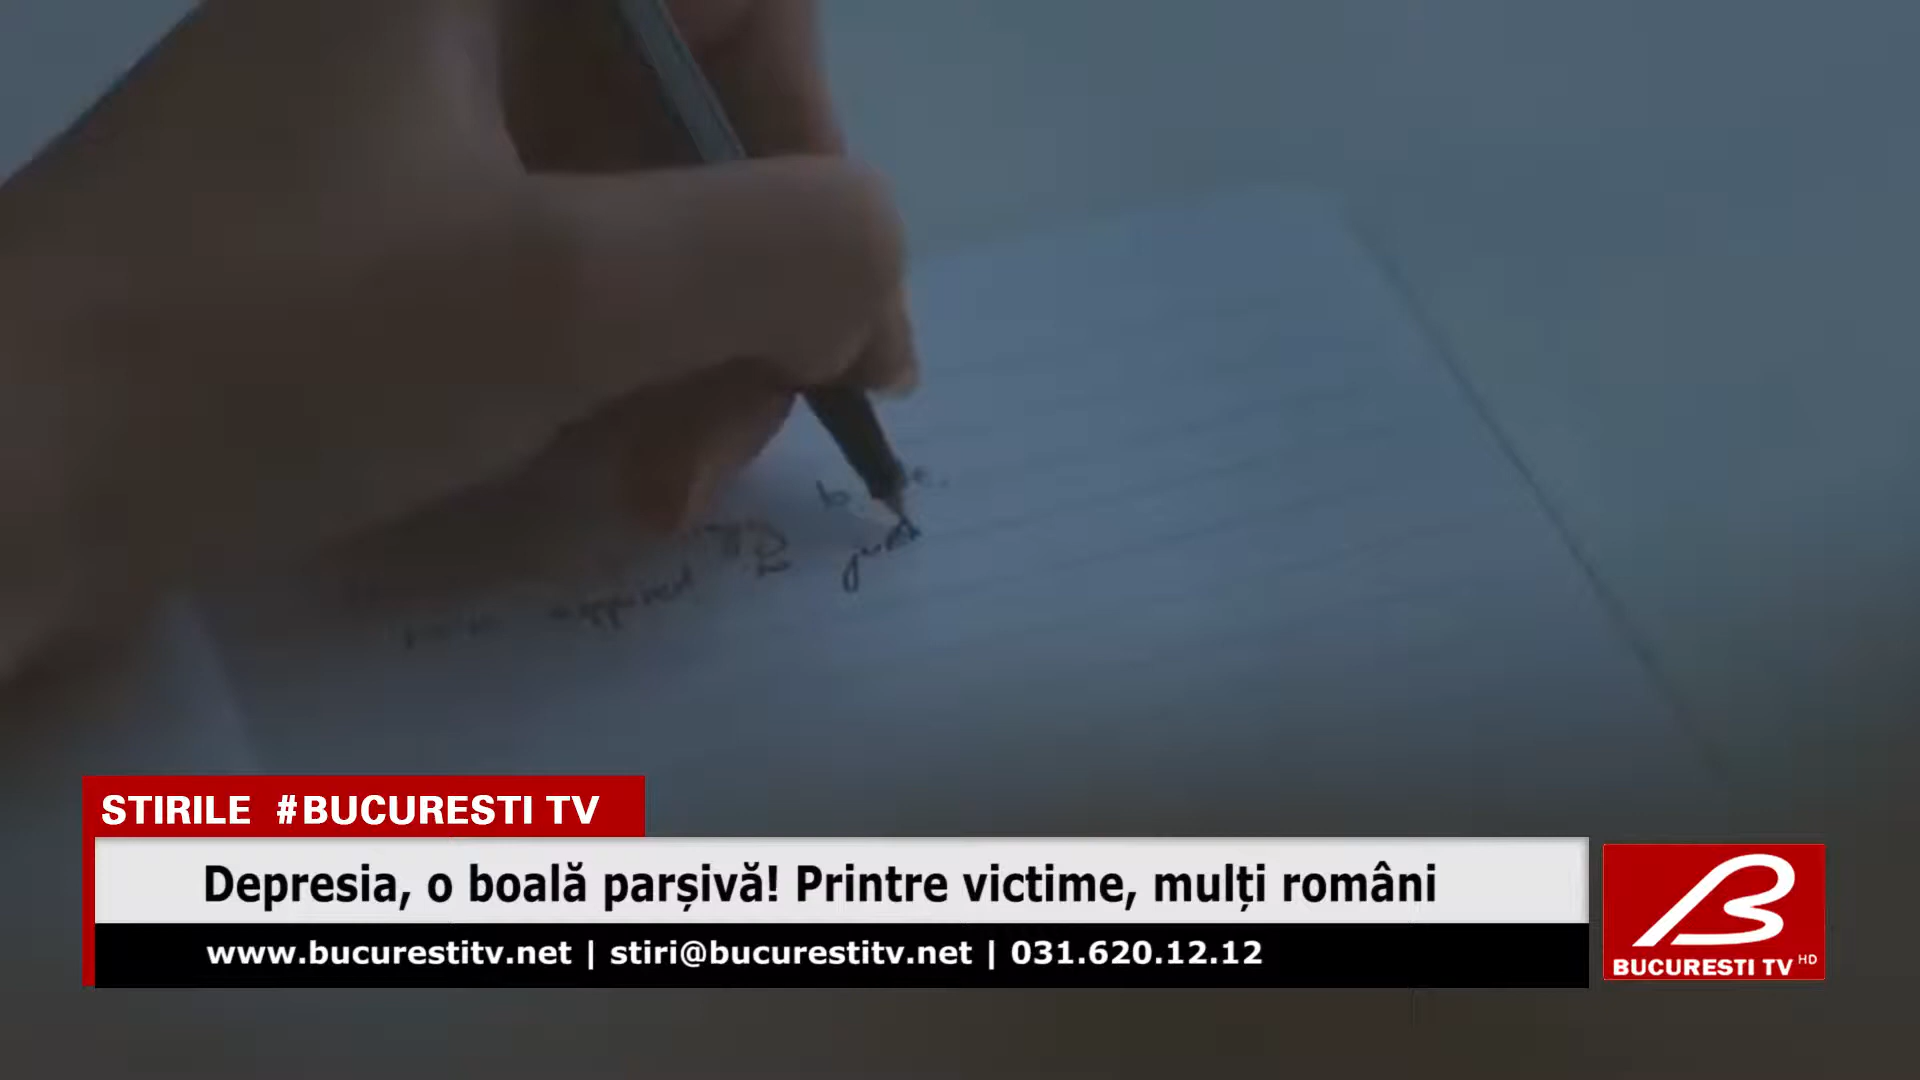 STIRILE #BUCURESTI TV
Depresia, o boală parșivă! Printre victime, mulți români
www.bucurestitv.net | stiri@bucurestitv.net | 031.620.12.12
BUCURESTI TV HD